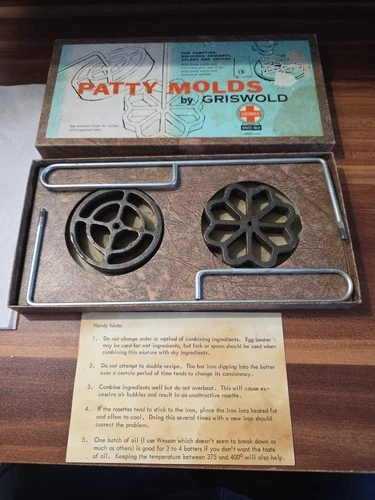 FOR TEMPTING,
DELICIOUS DESSERTS,
SALADS AND SNACKS
PATTY MOLDS
by GRISWOLD
GRISWOLD
SINCE 1865
Handy hints:
1. Do not change order or method of combining ingredients. Egg beater
may be used for wet ingredients, but fork or spoon should be used when
combining this mixture with dry ingredients.
2. Do not attempt to double recipe. The hot iron dipping into the batter
over a certain period of time tends to change its consistency.
3. Combine ingredients well but do not overbeat. This will cause ex-
cessive air bubbles and result in an unattractive rosette.
4. If the rosettes tend to stick to the iron, place the iron into heated fat
and allow to cool. Doing this several times with a new iron should
correct the problem.
5. One batch of oil (I use Wesson which doesn't seem to break down as
much as others) is good for 3 to 4 batters if you don't want the taste
of oil. Keeping the temperature between 375 and 400° will also help.